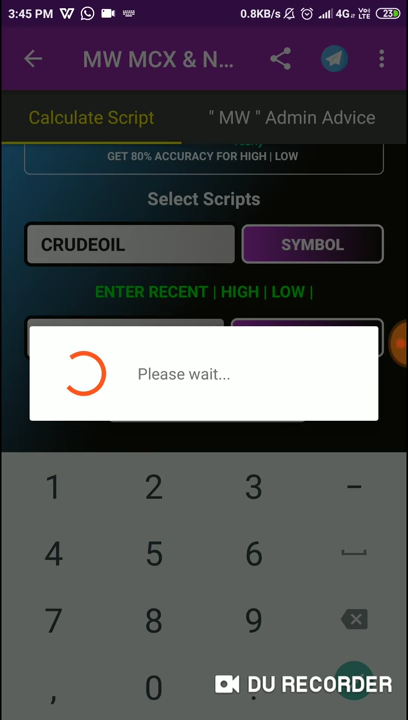 3:45 PM W 0.8KB/s 4G Vo) LTE 23
MW MCX & N...
Calculate Script " MW " Admin Advice
GET 80% ACCURACY FOR HIGH | LOW
Select Scripts
CRUDEOIL SYMBOL
ENTER RECENT | HIGH | LOW |
Please wait...
1 2 3 –
4 5 6
7 8 9
, 0 .
DU RECORDER